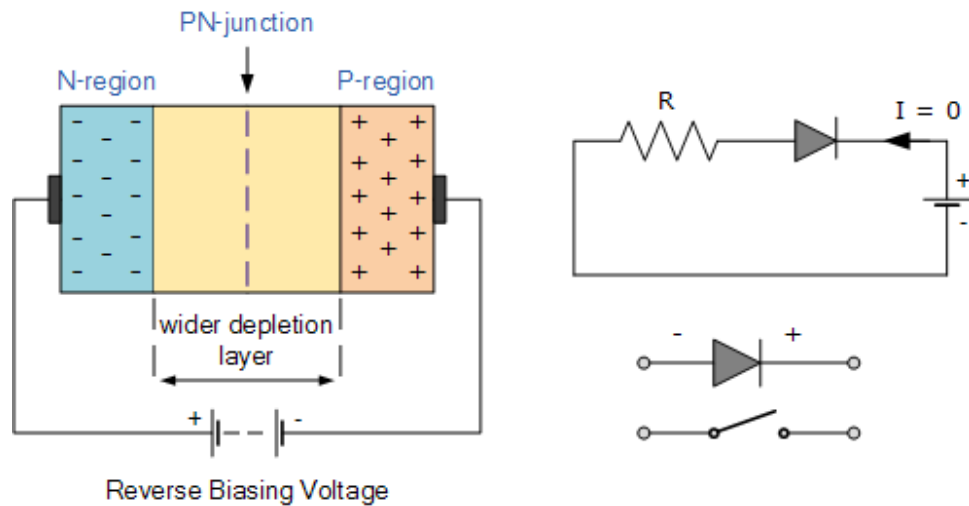 PN-junction
N-region
P-region
wider depletion
layer
+ -
Reverse Biasing Voltage
R
I = 0
+
-
- +